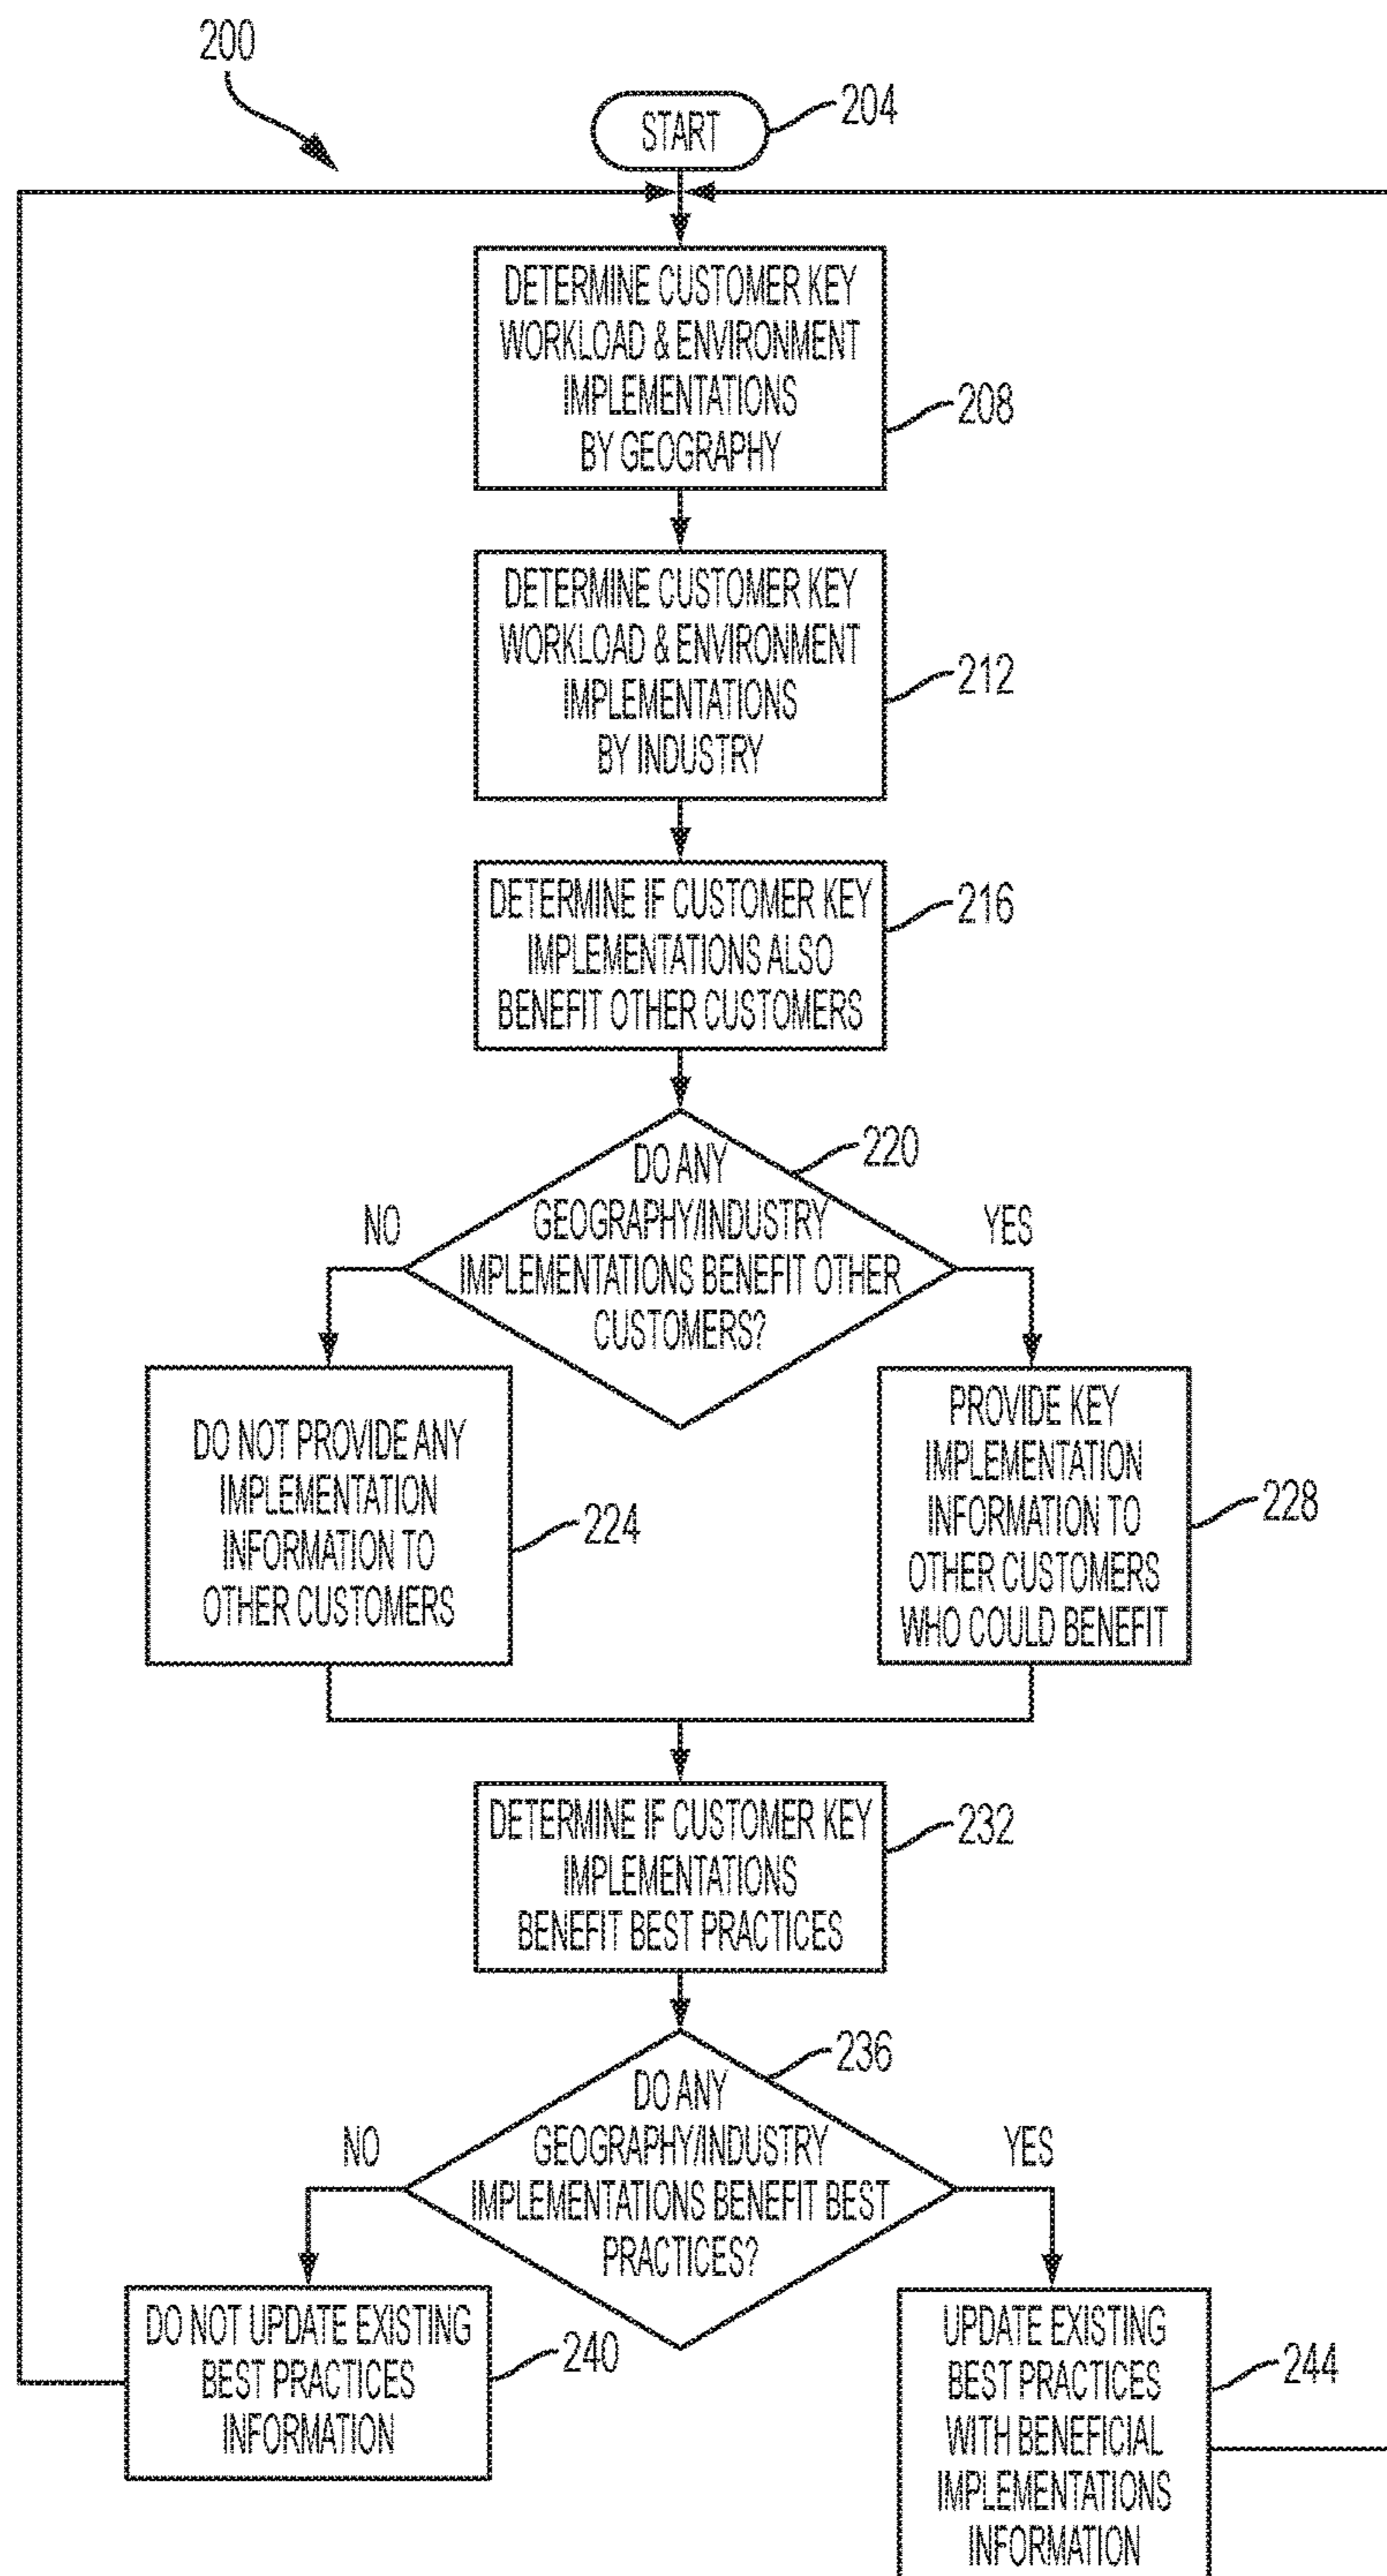 200
START
204
DETERMINE CUSTOMER KEY
WORKLOAD & ENVIRONMENT
IMPLEMENTATIONS
BY GEOGRAPHY
208
DETERMINE CUSTOMER KEY
WORKLOAD & ENVIRONMENT
IMPLEMENTATIONS
BY INDUSTRY
212
DETERMINE IF CUSTOMER KEY
IMPLEMENTATIONS ALSO
BENEFIT OTHER CUSTOMERS
216
DO ANY
GEOGRAPHY/INDUSTRY
IMPLEMENTATIONS BENEFIT OTHER
CUSTOMERS?
220
NO
YES
DO NOT PROVIDE ANY
IMPLEMENTATION
INFORMATION TO
OTHER CUSTOMERS
224
PROVIDE KEY
IMPLEMENTATION
INFORMATION TO
OTHER CUSTOMERS
WHO COULD BENEFIT
228
DETERMINE IF CUSTOMER KEY
IMPLEMENTATIONS
BENEFIT BEST PRACTICES
232
DO ANY
GEOGRAPHY/INDUSTRY
IMPLEMENTATIONS BENEFIT BEST
PRACTICES?
236
NO
YES
DO NOT UPDATE EXISTING
BEST PRACTICES
INFORMATION
240
UPDATE EXISTING
BEST PRACTICES
WITH BENEFICIAL
IMPLEMENTATIONS
INFORMATION
244